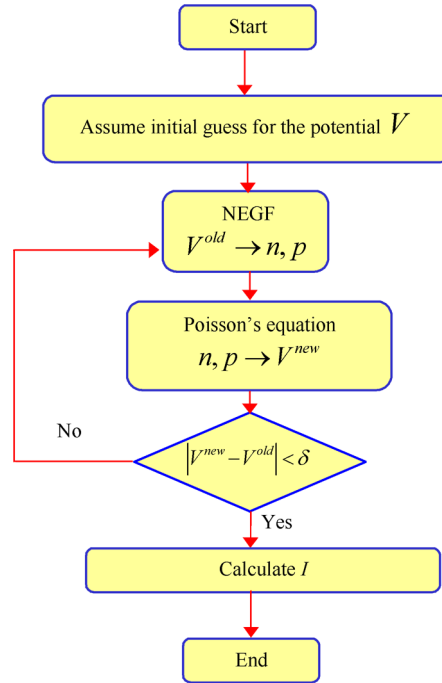 Start
Assume initial guess for the potential V
NEGF
V^{old} → n, p
Poisson's equation
n, p → V^{new}
No
|V^{new} − V^{old}| < δ
Yes
Calculate I
End